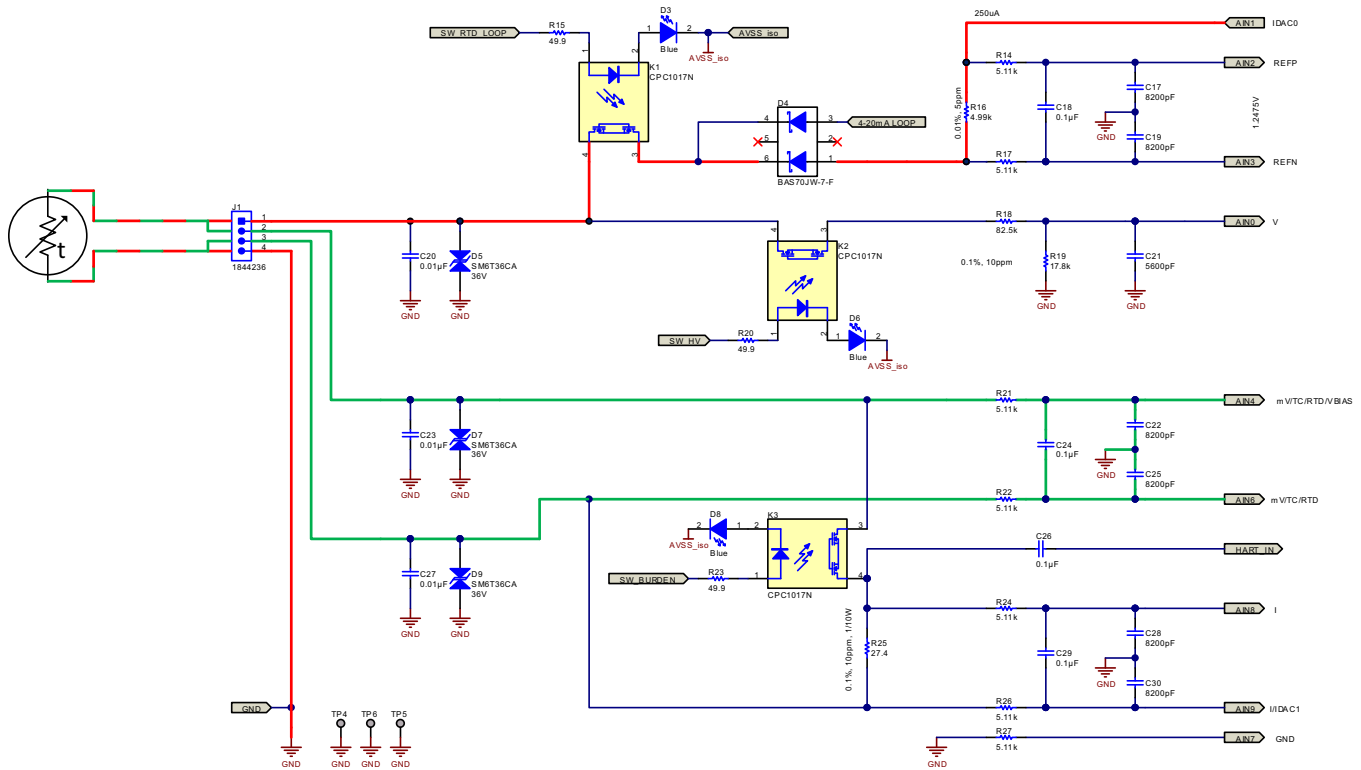 250uA
AIN1 IDAC0
SW_RTD_LOOP
R15
49.9
D3
1 2
Blue
AVSS_iso
AVSS_iso
1 2
K1
CPC1017N
4 3
D4
4 3
5 2
6 1
BAS70JW-7-F
4-20mA LOOP
R14
5.11k
AIN2 REFP
0.01%, 5ppm
R16
4.99k
C18
0.1µF
C17
8200pF
GND
C19
8200pF
1.2475V
R17
5.11k
AIN3 REFN
t
J1
1
2
3
4
1844236
C20
0.01µF
GND
D5
SM6T36CA
36V
GND
4 3
K2
CPC1017N
1 2
R18
82.5k
AIN0 V
0.1%, 10ppm
R19
17.8k
GND
C21
5600pF
GND
SW_HV
R20
49.9
D6
1 2
Blue
AVSS_iso
R21
5.11k
AIN4 mV/TC/RTD/VBIAS
C23
0.01µF
GND
D7
SM6T36CA
36V
GND
C24
0.1µF
C22
8200pF
GND
C25
8200pF
R22
5.11k
AIN6 mV/TC/RTD
D8
2 1
Blue
AVSS_iso
K3
2 3
1 4
CPC1017N
SW_BURDEN
R23
49.9
C26
0.1µF
HART_IN
C27
0.01µF
GND
D9
SM6T36CA
36V
GND
R24
5.11k
AIN8 I
0.1%, 10ppm, 1/10W
R25
27.4
C29
0.1µF
C28
8200pF
GND
C30
8200pF
R26
5.11k
AIN9 I/IDAC1
GND
GND
TP4
GND
TP6
GND
TP5
GND
R27
5.11k
GND
AIN7 GND